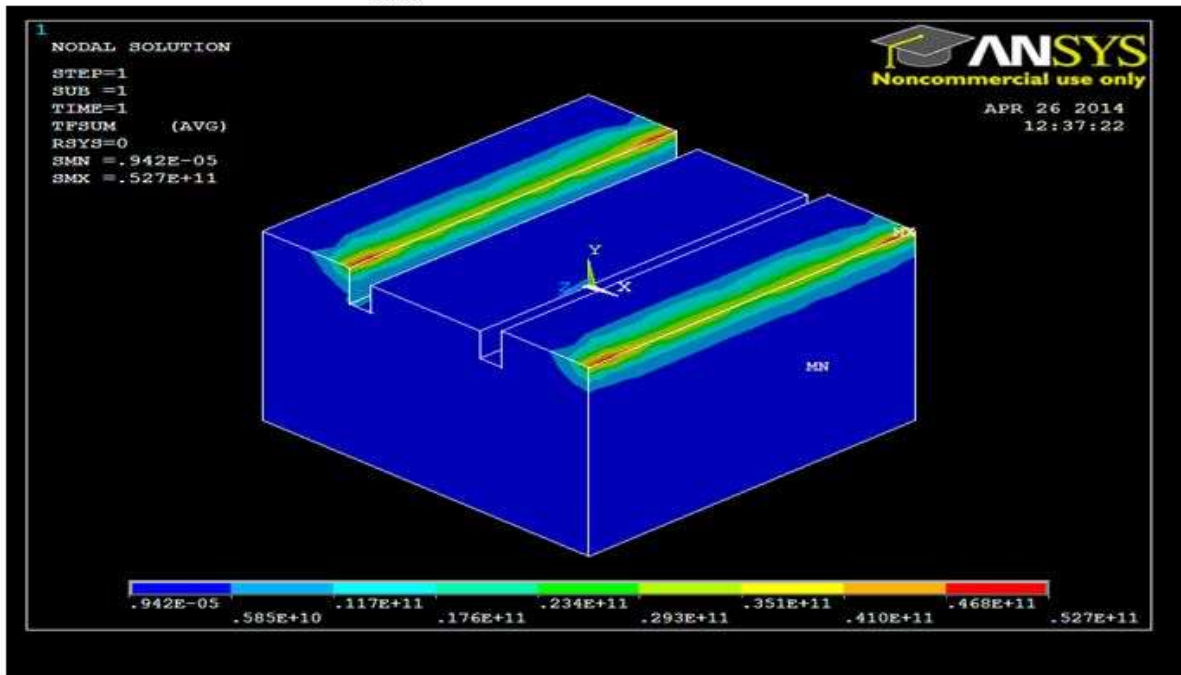 1
NODAL SOLUTION
STEP=1
SUB =1
TIME=1
TFSUM (AVG)
RSYS=0
SMN =.942E-05
SMX =.527E+11
ANSYS
Noncommercial use only
APR 26 2014
12:37:22
MX
Y
Z X
MN
.942E-05 .117E+11 .234E+11 .351E+11 .468E+11
.585E+10 .176E+11 .293E+11 .410E+11 .527E+11